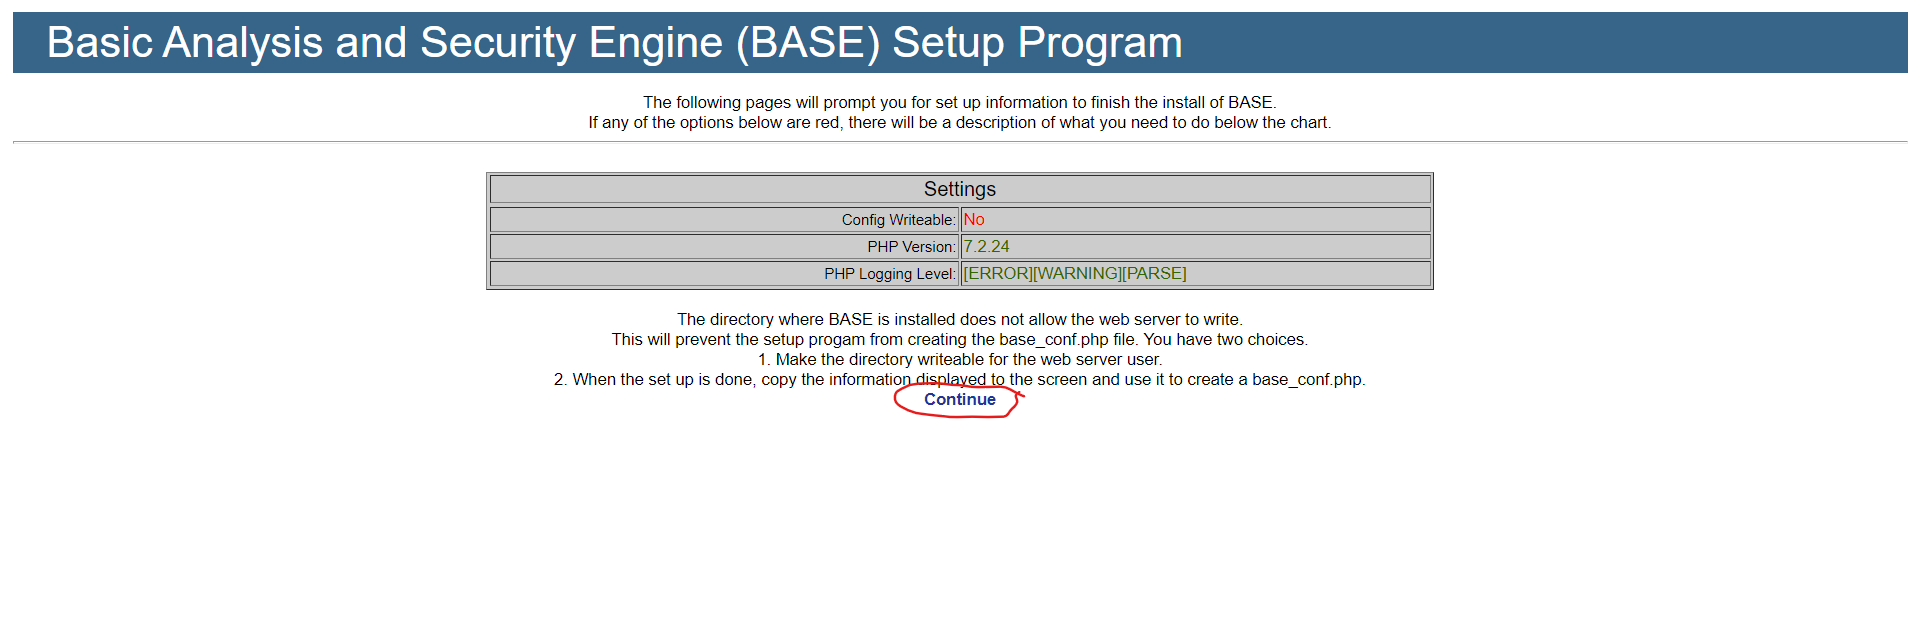 Basic Analysis and Security Engine (BASE) Setup Program
The following pages will prompt you for set up information to finish the install of BASE.
If any of the options below are red, there will be a description of what you need to do below the chart.
Settings
Config Writeable: No
PHP Version: 7.2.24
PHP Logging Level: [ERROR][WARNING][PARSE]
The directory where BASE is installed does not allow the web server to write.
This will prevent the setup progam from creating the base_conf.php file. You have two choices.
1. Make the directory writeable for the web server user.
2. When the set up is done, copy the information displayed to the screen and use it to create a base_conf.php.
Continue